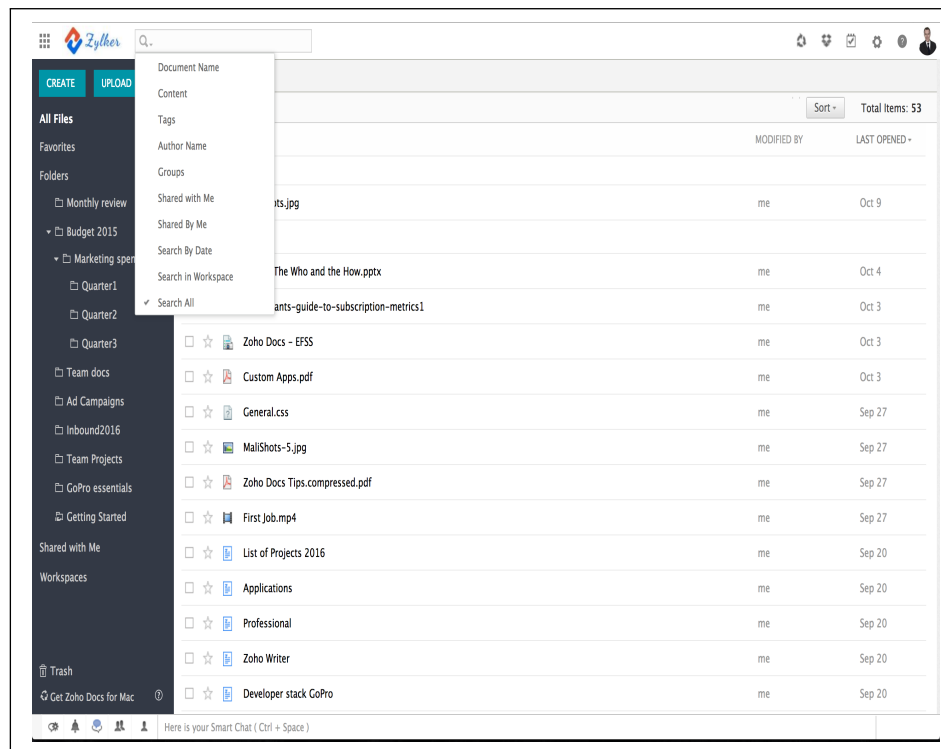 Zylker
CREATE UPLOAD
All Files
Favorites
Folders
Monthly review
Budget 2015
Marketing spen
Quarter1
Quarter2
Quarter3
Team docs
Ad Campaigns
Inbound2016
Team Projects
GoPro essentials
Getting Started
Shared with Me
Workspaces
Trash
Get Zoho Docs for Mac ?
Document Name
Content
Tags
Author Name
Groups
Shared with Me
Shared By Me
Search By Date
Search in Workspace
✓ Search All
Sort Total Items: 53
MODIFIED BY LAST OPENED
ots.jpg me Oct 9
The Who and the How.pptx me Oct 4
ants-guide-to-subscription-metrics1 me Oct 3
Zoho Docs - EFSS me Oct 3
Custom Apps.pdf me Oct 3
General.css me Sep 27
MaliShots-5.jpg me Sep 27
Zoho Docs Tips.compressed.pdf me Sep 27
First Job.mp4 me Sep 27
List of Projects 2016 me Sep 20
Applications me Sep 20
Professional me Sep 20
Zoho Writer me Sep 20
Developer stack GoPro me Sep 20
Here is your Smart Chat ( Ctrl + Space )